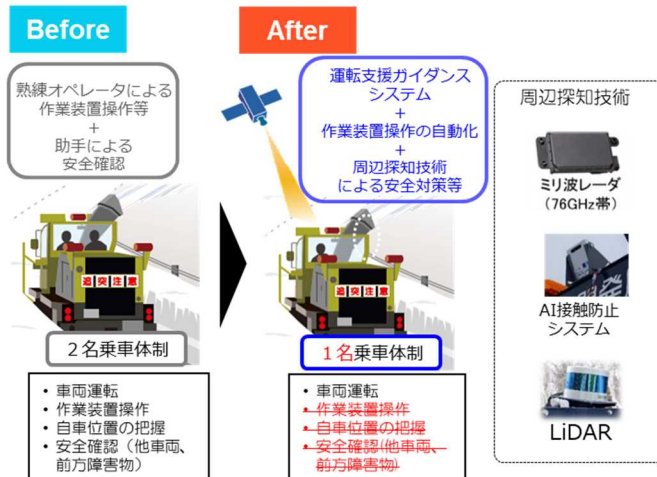 Before
熟練オペレータによる
作業装置操作等
+
助手による
安全確認
追突注意
2名乗車体制
• 車両運転
• 作業装置操作
• 自車位置の把握
• 安全確認（他車両、
前方障害物）
After
運転支援ガイダンス
システム
+
作業装置操作の自動化
+
周辺探知技術
による安全対策等
追突注意
1名乗車体制
• 車両運転
• 作業装置操作
• 自車位置の把握
• 安全確認(他車両、
前方障害物)
周辺探知技術
ミリ波レーダ
(76GHz帯)
AI接触防止
システム
LiDAR